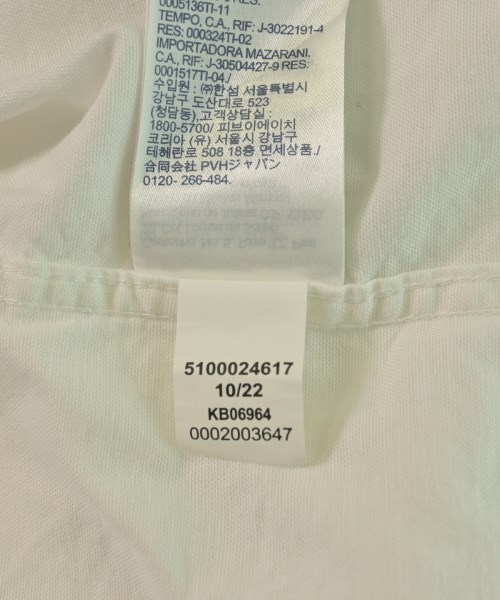 0005136TI-11
TEMPO, C.A., RIF: J-3022191-4
RES: 000324TI-02
IMPORTADORA MAZARANI.
C.A., RIF: J-30504427-9 RES:
0001517TI-04./
수입원 : ㈜한섬 서울특별시
강남구 도산대로 523
(청담동),고객상담실 :
1800-5700/ 피브이에이치
코리아 (유) 서울시 강남구
테헤란로 508 18층 면세상품./
合同会社 PVHジャパン
0120- 266-484.
5100024617
10/22
KB06964
0002003647